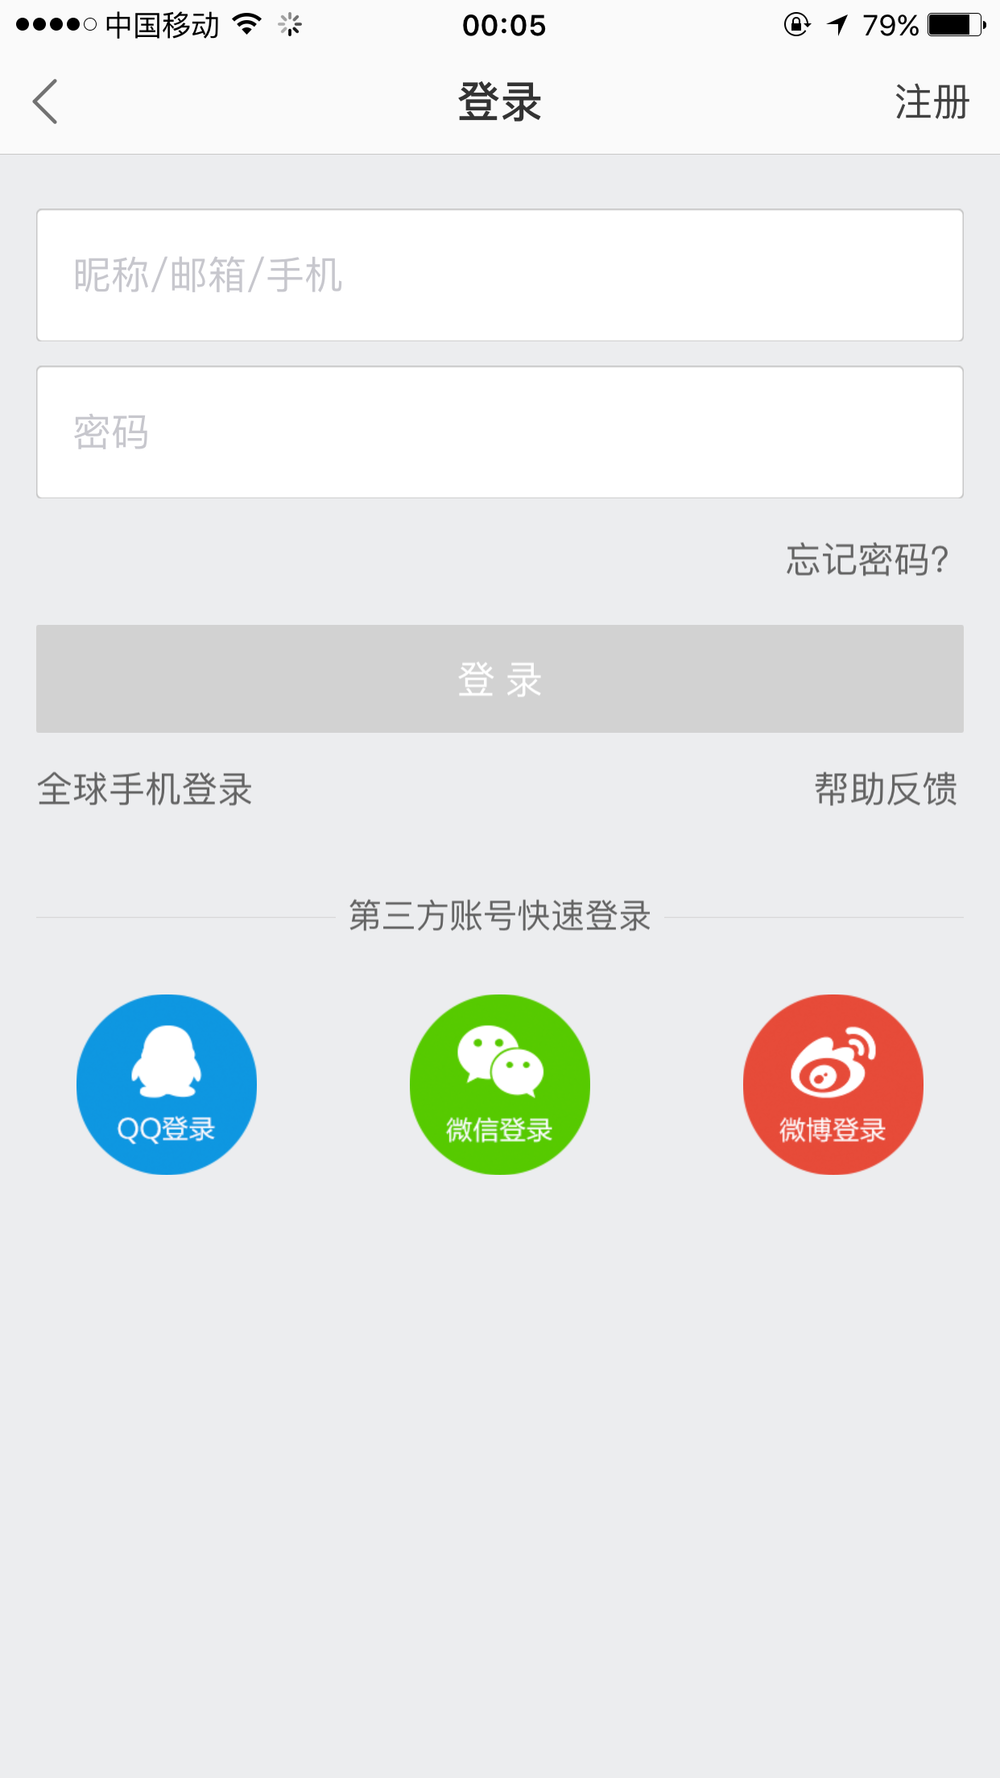 中国移动 00:05 79%
登录 注册
昵称/邮箱/手机
密码
忘记密码?
登 录
全球手机登录 帮助反馈
第三方账号快速登录
QQ登录 微信登录 微博登录